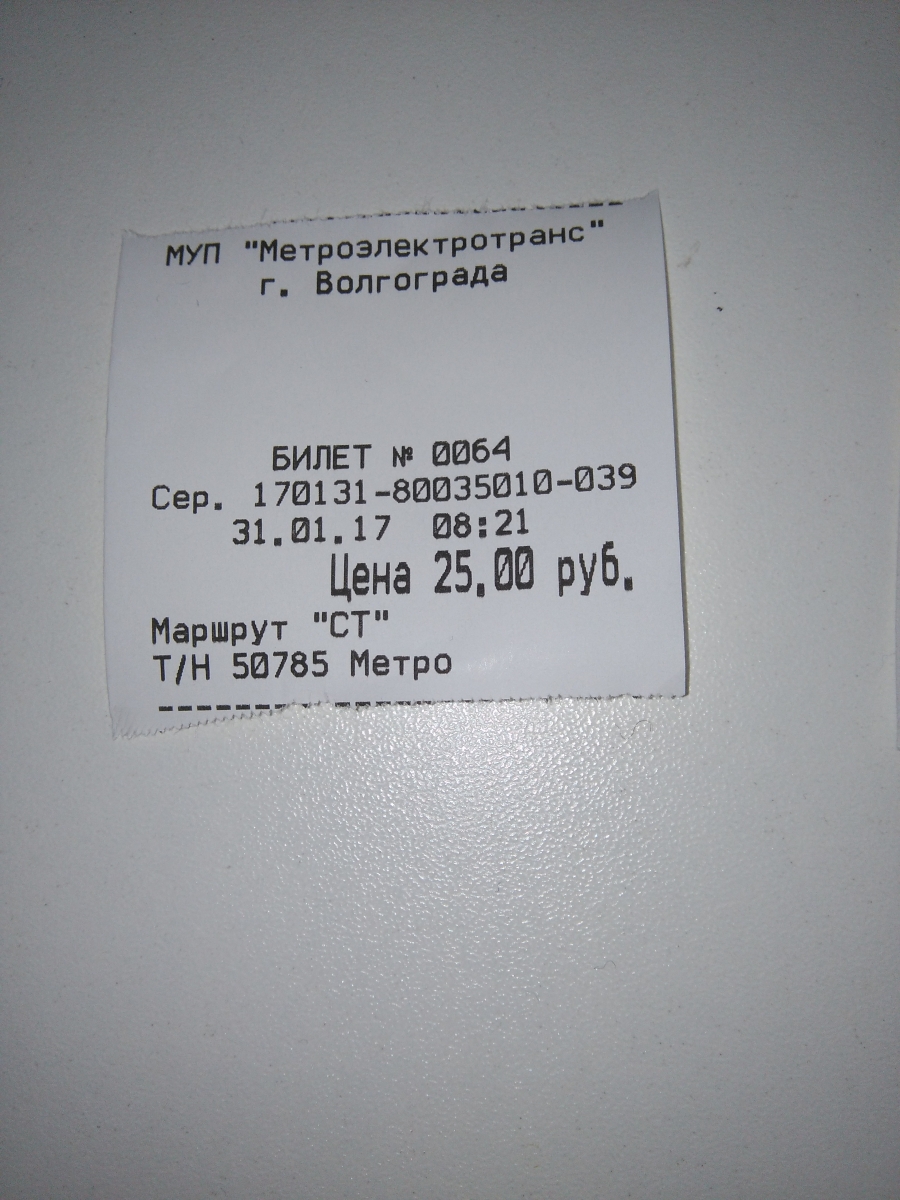 МУП "Метроэлектротранс"
г. Волгограда
БИЛЕТ № 0064
Сер. 170131-80035010-039
31.01.17 08:21
Цена 25.00 руб.
Маршрут "СТ"
Т/Н 50785 Метро